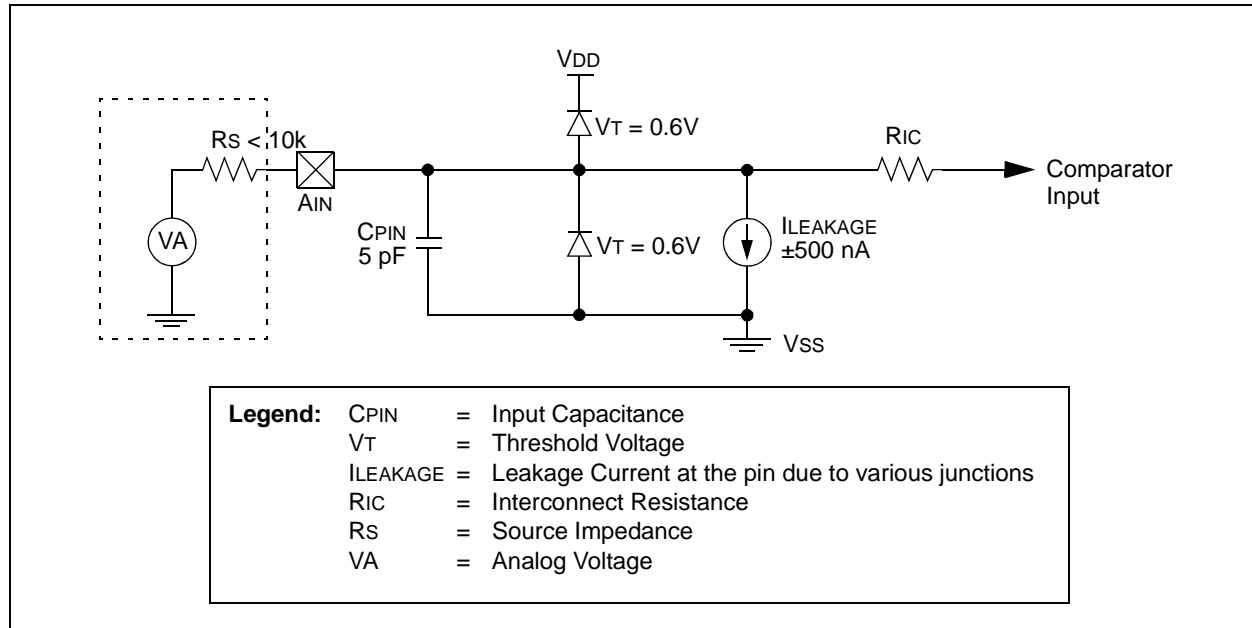 VDD
VT = 0.6V
RS < 10k
RIC
Comparator
Input
AIN
VA
CPIN
5 pF
VT = 0.6V
ILEAKAGE
±500 nA
VSS
Legend: CPIN = Input Capacitance
VT = Threshold Voltage
ILEAKAGE = Leakage Current at the pin due to various junctions
RIC = Interconnect Resistance
RS = Source Impedance
VA = Analog Voltage